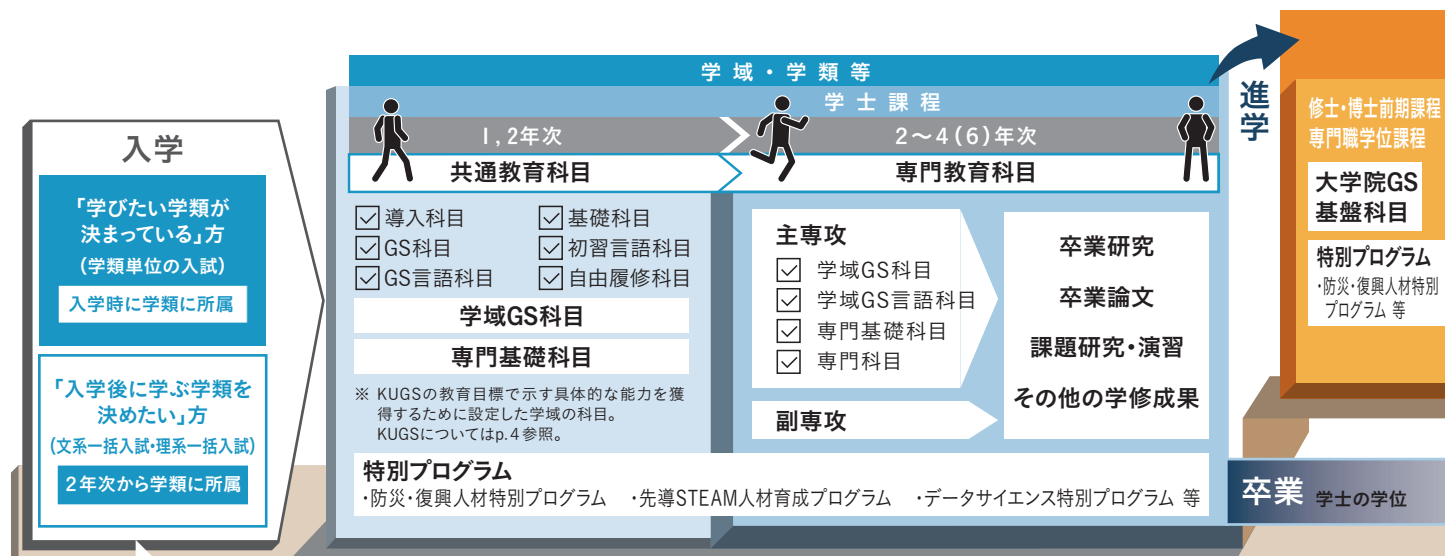 入学
「学びたい学類が
決まっている」方
(学類単位の入試)
入学時に学類に所属
「入学後に学ぶ学類を
決めたい」方
(文系一括入試・理系一括入試)
2年次から学類に所属
学域・学類等
学士課程
1,2年次
2～4(6)年次
共通教育科目
専門教育科目
導入科目
基礎科目
GS科目
初習言語科目
GS言語科目
自由履修科目
学域GS科目
専門基礎科目
※ KUGSの教育目標で示す具体的な能力を獲
得するために設定した学域の科目。
KUGSについてはp.4参照。
主専攻
学域GS科目
学域GS言語科目
専門基礎科目
専門科目
副専攻
卒業研究
卒業論文
課題研究・演習
その他の学修成果
特別プログラム
・防災・復興人材特別プログラム ・先導STEAM人材育成プログラム ・データサイエンス特別プログラム 等
進学
修士・博士前期課程
専門職学位課程
大学院GS
基盤科目
特別プログラム
・防災・復興人材特別
プログラム 等
卒業 学士の学位